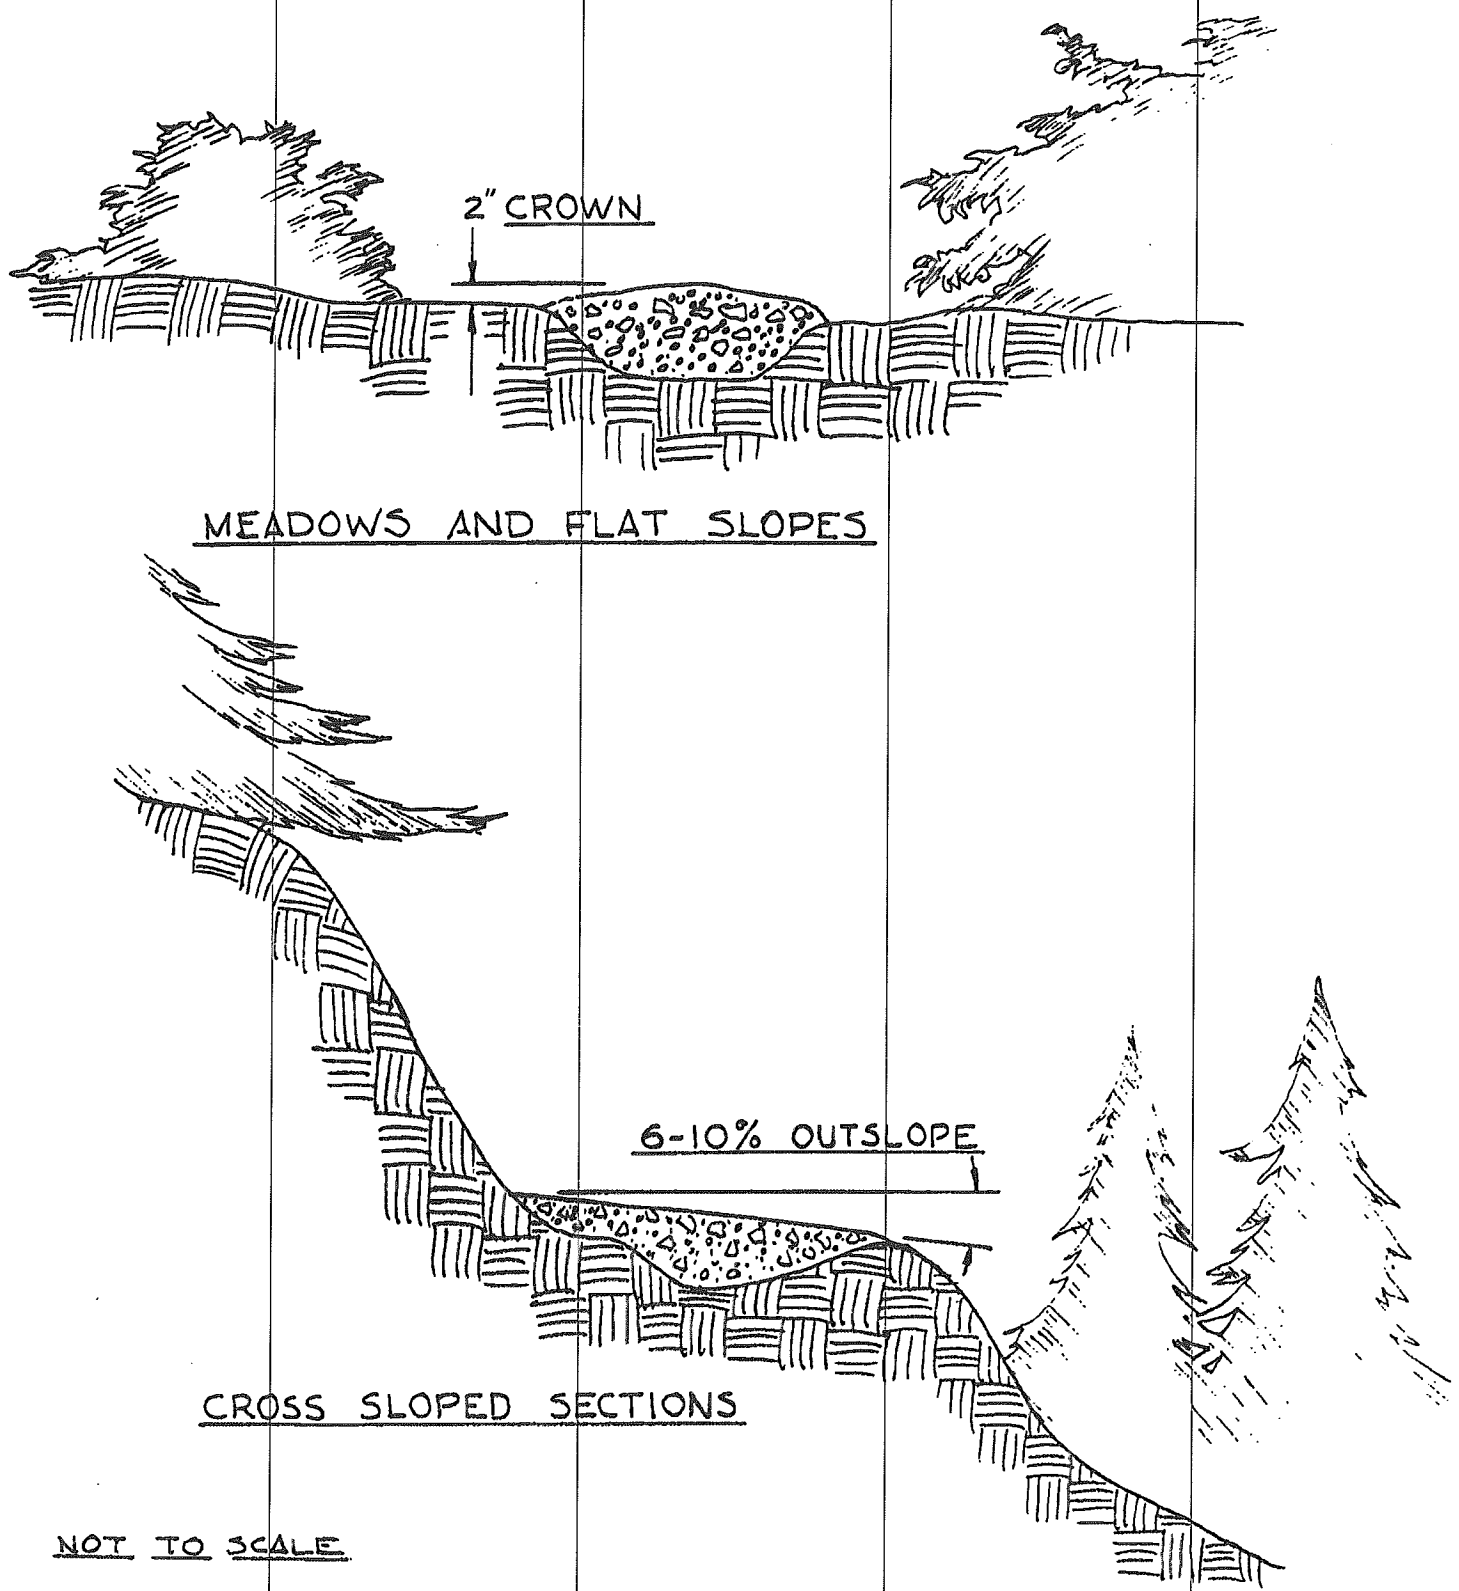 2" CROWN
MEADOWS AND FLAT SLOPES
6-10% OUTSLOPE
CROSS SLOPED SECTIONS
NOT TO SCALE